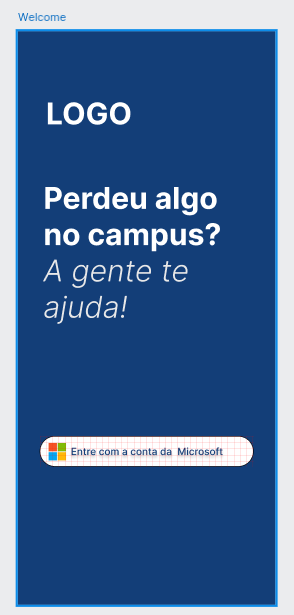 Welcome
LOGO
Perdeu algo
no campus?
A gente te
ajuda!
Entre com a conta da  Microsoft